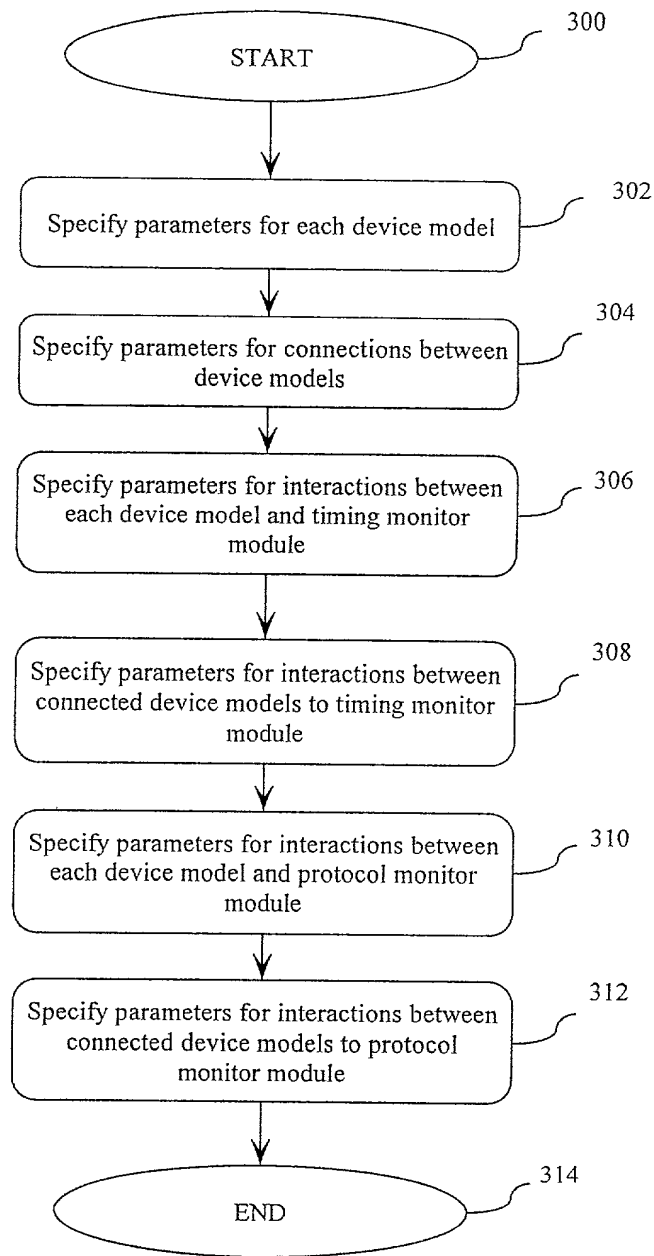 300
START
302
Specify parameters for each device model
304
Specify parameters for connections between
device models
306
Specify parameters for interactions between
each device model and timing monitor
module
308
Specify parameters for interactions between
connected device models to timing monitor
module
310
Specify parameters for interactions between
each device model and protocol monitor
module
312
Specify parameters for interactions between
connected device models to protocol
monitor module
314
END